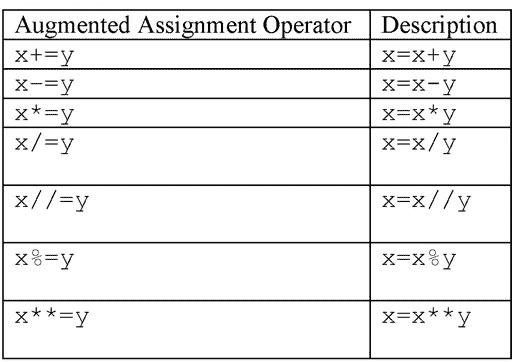 Augmented Assignment Operator Description
x+=y x=x+y
x-=y x=x-y
x*=y x=x*y
x/=y x=x/y
x//=y x=x//y
x%=y x=x%y
x**=y x=x**y